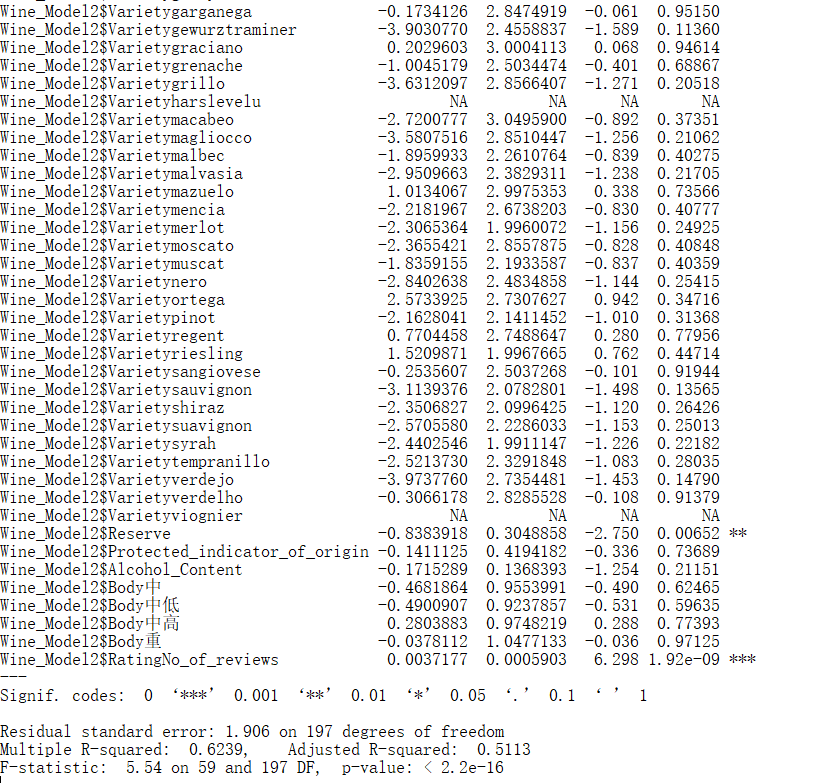 Wine_Model2$Varietygarganega -0.1734126 2.8474919 -0.061 0.95150
Wine_Model2$Varietygewurztraminer -3.9030770 2.4558837 -1.589 0.11360
Wine_Model2$Varietygraciano 0.2029603 3.0004113 0.068 0.94614
Wine_Model2$Varietygrenache -1.0045179 2.5034474 -0.401 0.68867
Wine_Model2$Varietygrillo -3.6312097 2.8566407 -1.271 0.20518
Wine_Model2$Varietyharslevelu NA NA NA NA
Wine_Model2$Varietymacabeo -2.7200777 3.0495900 -0.892 0.37351
Wine_Model2$Varietymagliocco -3.5807516 2.8510447 -1.256 0.21062
Wine_Model2$Varietymalbec -1.8959933 2.2610764 -0.839 0.40275
Wine_Model2$Varietymalvasia -2.9509663 2.3829311 -1.238 0.21705
Wine_Model2$Varietymazuelo 1.0134067 2.9975353 0.338 0.73566
Wine_Model2$Varietymencia -2.2181967 2.6738203 -0.830 0.40777
Wine_Model2$Varietymerlot -2.3065364 1.9960072 -1.156 0.24925
Wine_Model2$Varietymoscato -2.3655421 2.8557875 -0.828 0.40848
Wine_Model2$Varietymuscat -1.8359155 2.1933587 -0.837 0.40359
Wine_Model2$Varietynero -2.8402638 2.4834858 -1.144 0.25415
Wine_Model2$Varietyortega 2.5733925 2.7307627 0.942 0.34716
Wine_Model2$Varietypinot -2.1628041 2.1411452 -1.010 0.31368
Wine_Model2$Varietyregent 0.7704458 2.7488647 0.280 0.77956
Wine_Model2$Varietyriesling 1.5209871 1.9967665 0.762 0.44714
Wine_Model2$Varietysangiovese -0.2535607 2.5037268 -0.101 0.91944
Wine_Model2$Varietysauvignon -3.1139376 2.0782801 -1.498 0.13565
Wine_Model2$Varietyshiraz -2.3506827 2.0996425 -1.120 0.26426
Wine_Model2$Varietysuavignon -2.5705580 2.2286033 -1.153 0.25013
Wine_Model2$Varietysyrah -2.4402546 1.9911147 -1.226 0.22182
Wine_Model2$Varietytempranillo -2.5213730 2.3291848 -1.083 0.28035
Wine_Model2$Varietyverdejo -3.9737760 2.7354481 -1.453 0.14790
Wine_Model2$Varietyverdelho -0.3066178 2.8285528 -0.108 0.91379
Wine_Model2$Varietyviognier NA NA NA NA
Wine_Model2$Reserve -0.8383918 0.3048858 -2.750 0.00652 **
Wine_Model2$Protected_indicator_of_origin -0.1411125 0.4194182 -0.336 0.73689
Wine_Model2$Alcohol_Content -0.1715289 0.1368393 -1.254 0.21151
Wine_Model2$Body中 -0.4681864 0.9553991 -0.490 0.62465
Wine_Model2$Body中低 -0.4900907 0.9237857 -0.531 0.59635
Wine_Model2$Body中高 0.2803883 0.9748219 0.288 0.77393
Wine_Model2$Body重 -0.0378112 1.0477133 -0.036 0.97125
Wine_Model2$RatingNo_of_reviews 0.0037177 0.0005903 6.298 1.92e-09 ***
---
Signif. codes: 0 ‘***’ 0.001 ‘**’ 0.01 ‘*’ 0.05 ‘.’ 0.1 ‘ ’ 1
Residual standard error: 1.906 on 197 degrees of freedom
Multiple R-squared: 0.6239, Adjusted R-squared: 0.5113
F-statistic: 5.54 on 59 and 197 DF, p-value: < 2.2e-16